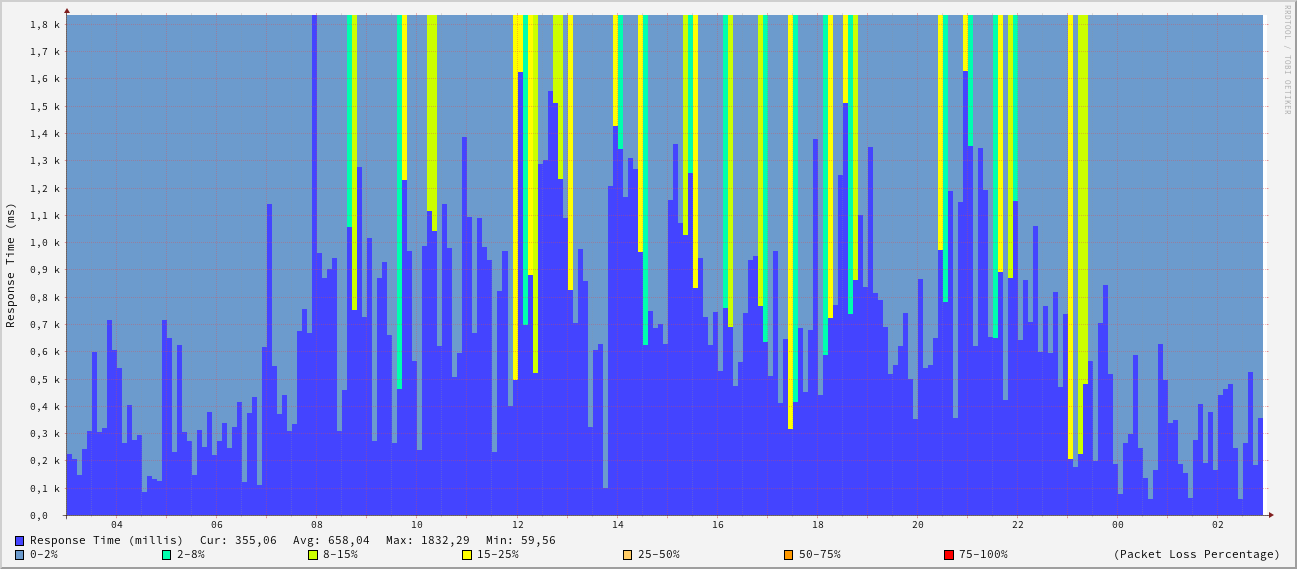 RRDTOOL / TOBI OETIKER
Response Time (ms)
1,8 k
1,7 k
1,6 k
1,5 k
1,4 k
1,3 k
1,2 k
1,1 k
1,0 k
0,9 k
0,8 k
0,7 k
0,6 k
0,5 k
0,4 k
0,3 k
0,2 k
0,1 k
0,0
04 06 08 10 12 14 16 18 20 22 00 02
Response Time (millis) Cur: 355,06 Avg: 658,04 Max: 1832,29 Min: 59,56
0-2% 2-8% 8-15% 15-25% 25-50% 50-75% 75-100% (Packet Loss Percentage)